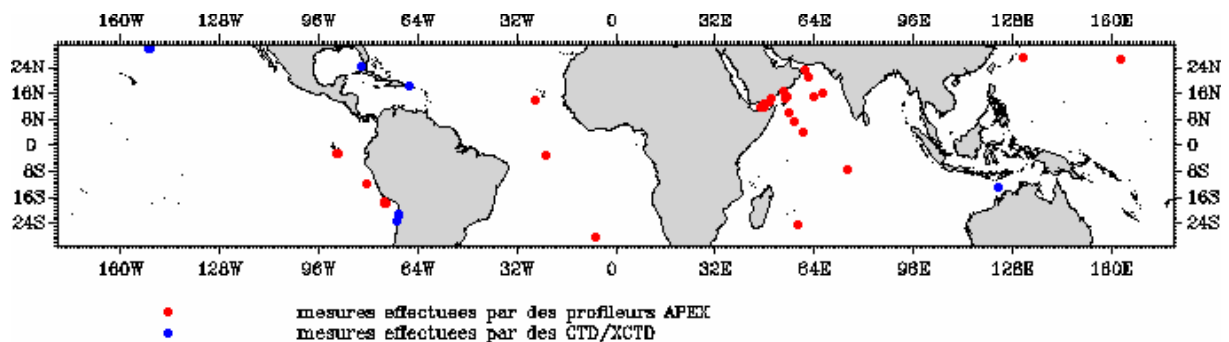 160W 128W 96W 64W 32W 0 32E 64E 96E 128E 160E
24N 24N
16N 16N
8N 8N
0 0
8S 8S
16S 16S
24S 24S
160W 128W 96W 64W 32W 0 32E 64E 96E 128E 160E
mesures effectuees par des profileurs APEX
mesures effectuees par des CTD/XCTD